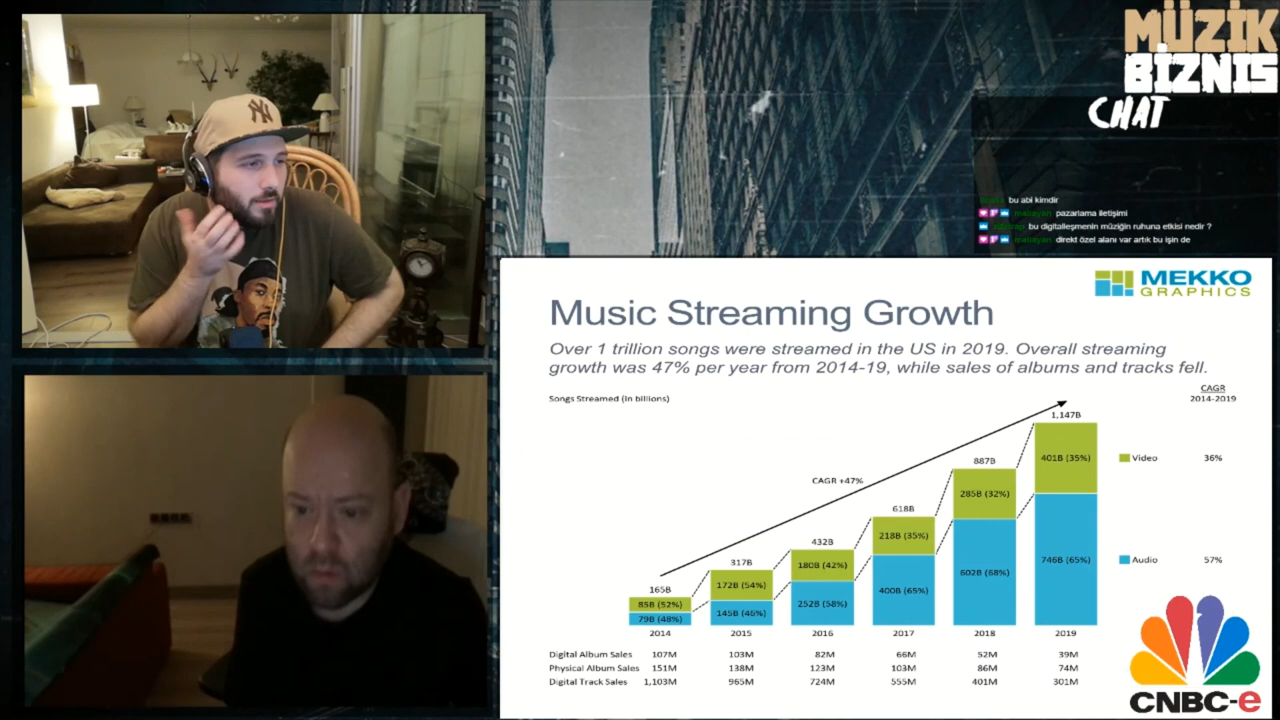 MÜZİK
BİZNIS
CHAT
bu abi kimdir
pazarlama iletişimi
bu digitalleşmenin müziğin ruhuna etkisi nedir ?
direkt özel alanı var artık bu işin de
NY
MEKKO
GRAPHICS
Music Streaming Growth
Over 1 trillion songs were streamed in the US in 2019. Overall streaming
growth was 47% per year from 2014-19, while sales of albums and tracks fell.
Songs Streamed (in billions)
CAGR
2014-2019
1,147B
887B
618B
432B
317B
165B
CAGR +47%
401B (35%)
285B (32%)
218B (35%)
180B (42%)
172B (54%)
85B (52%)
746B (65%)
602B (68%)
400B (65%)
252B (58%)
145B (46%)
79B (48%)
Video 36%
Audio 57%
2014 2015 2016 2017 2018 2019
Digital Album Sales 107M 103M 82M 66M 52M 39M
Physical Album Sales 151M 138M 123M 103M 86M 74M
Digital Track Sales 1,103M 965M 724M 555M 401M 301M
CNBC-e